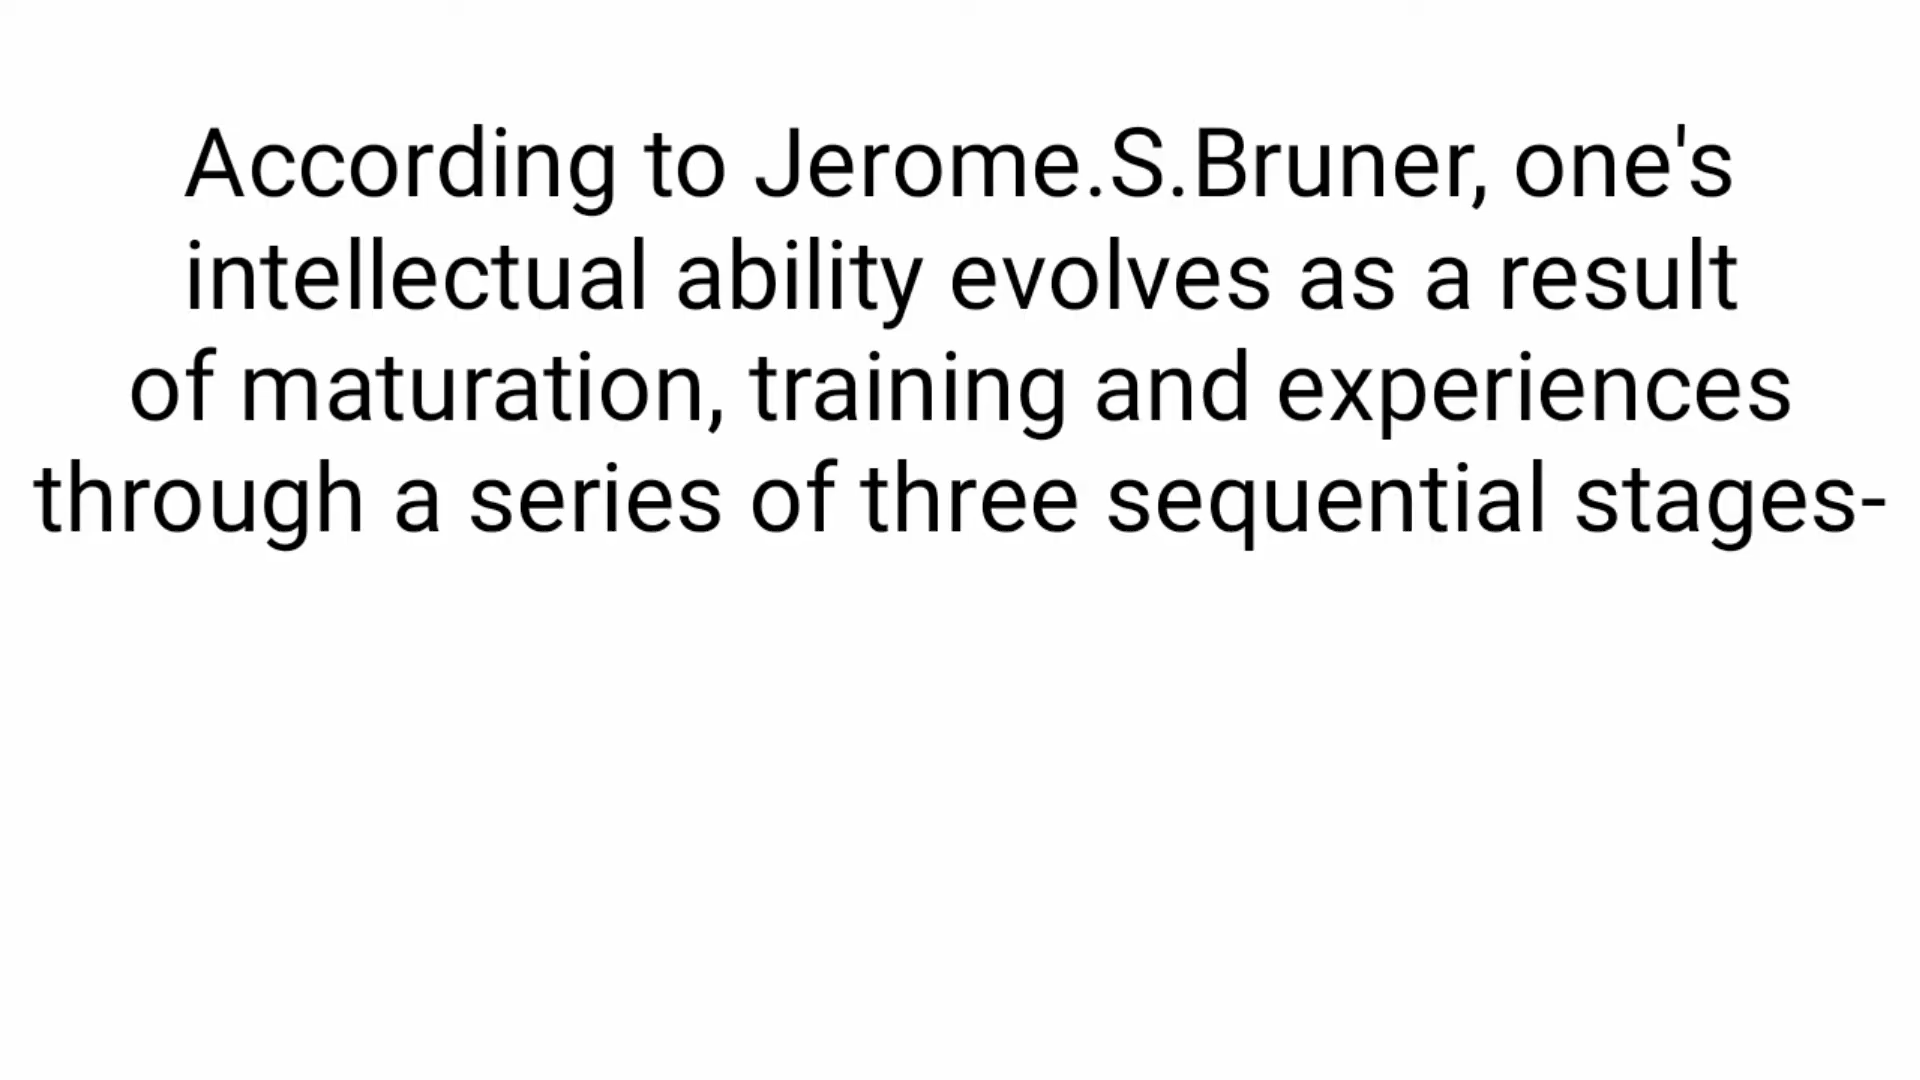 According to Jerome.S.Bruner, one's
intellectual ability evolves as a result
of maturation, training and experiences
through a series of three sequential stages-